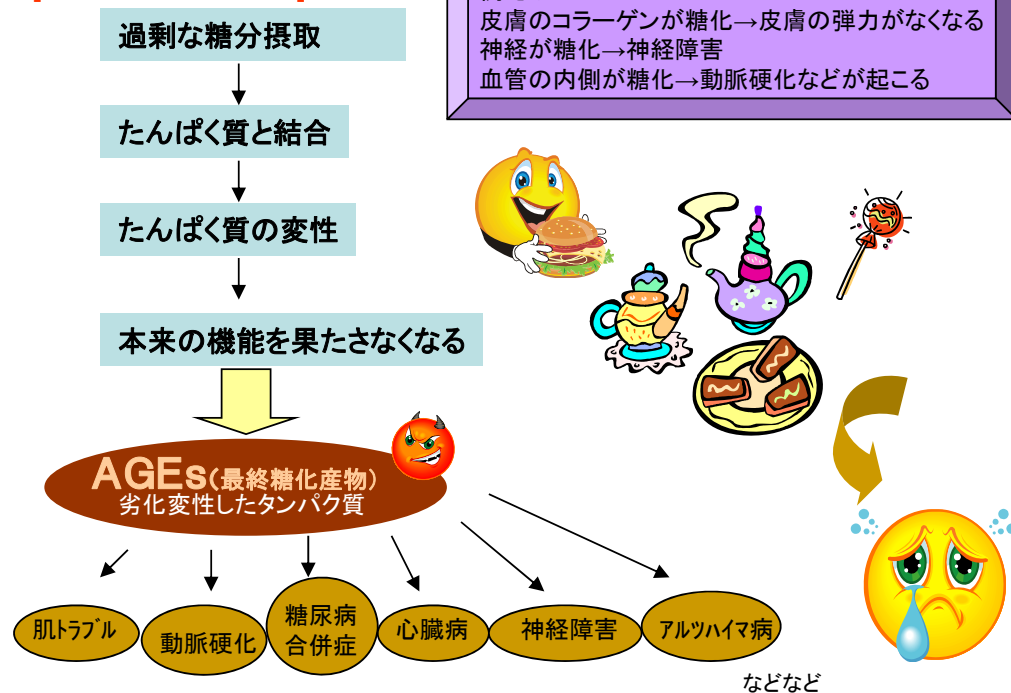 皮膚のコラーゲンが糖化→皮膚の弾力がなくなる
神経が糖化→神経障害
血管の内側が糖化→動脈硬化などが起こる
過剰な糖分摂取
たんぱく質と結合
たんぱく質の変性
本来の機能を果たさなくなる
AGEs(最終糖化産物)
劣化変性したタンパク質
肌ﾄﾗﾌﾞﾙ
動脈硬化
糖尿病
合併症
心臓病
神経障害
アルツハイマ病
などなど